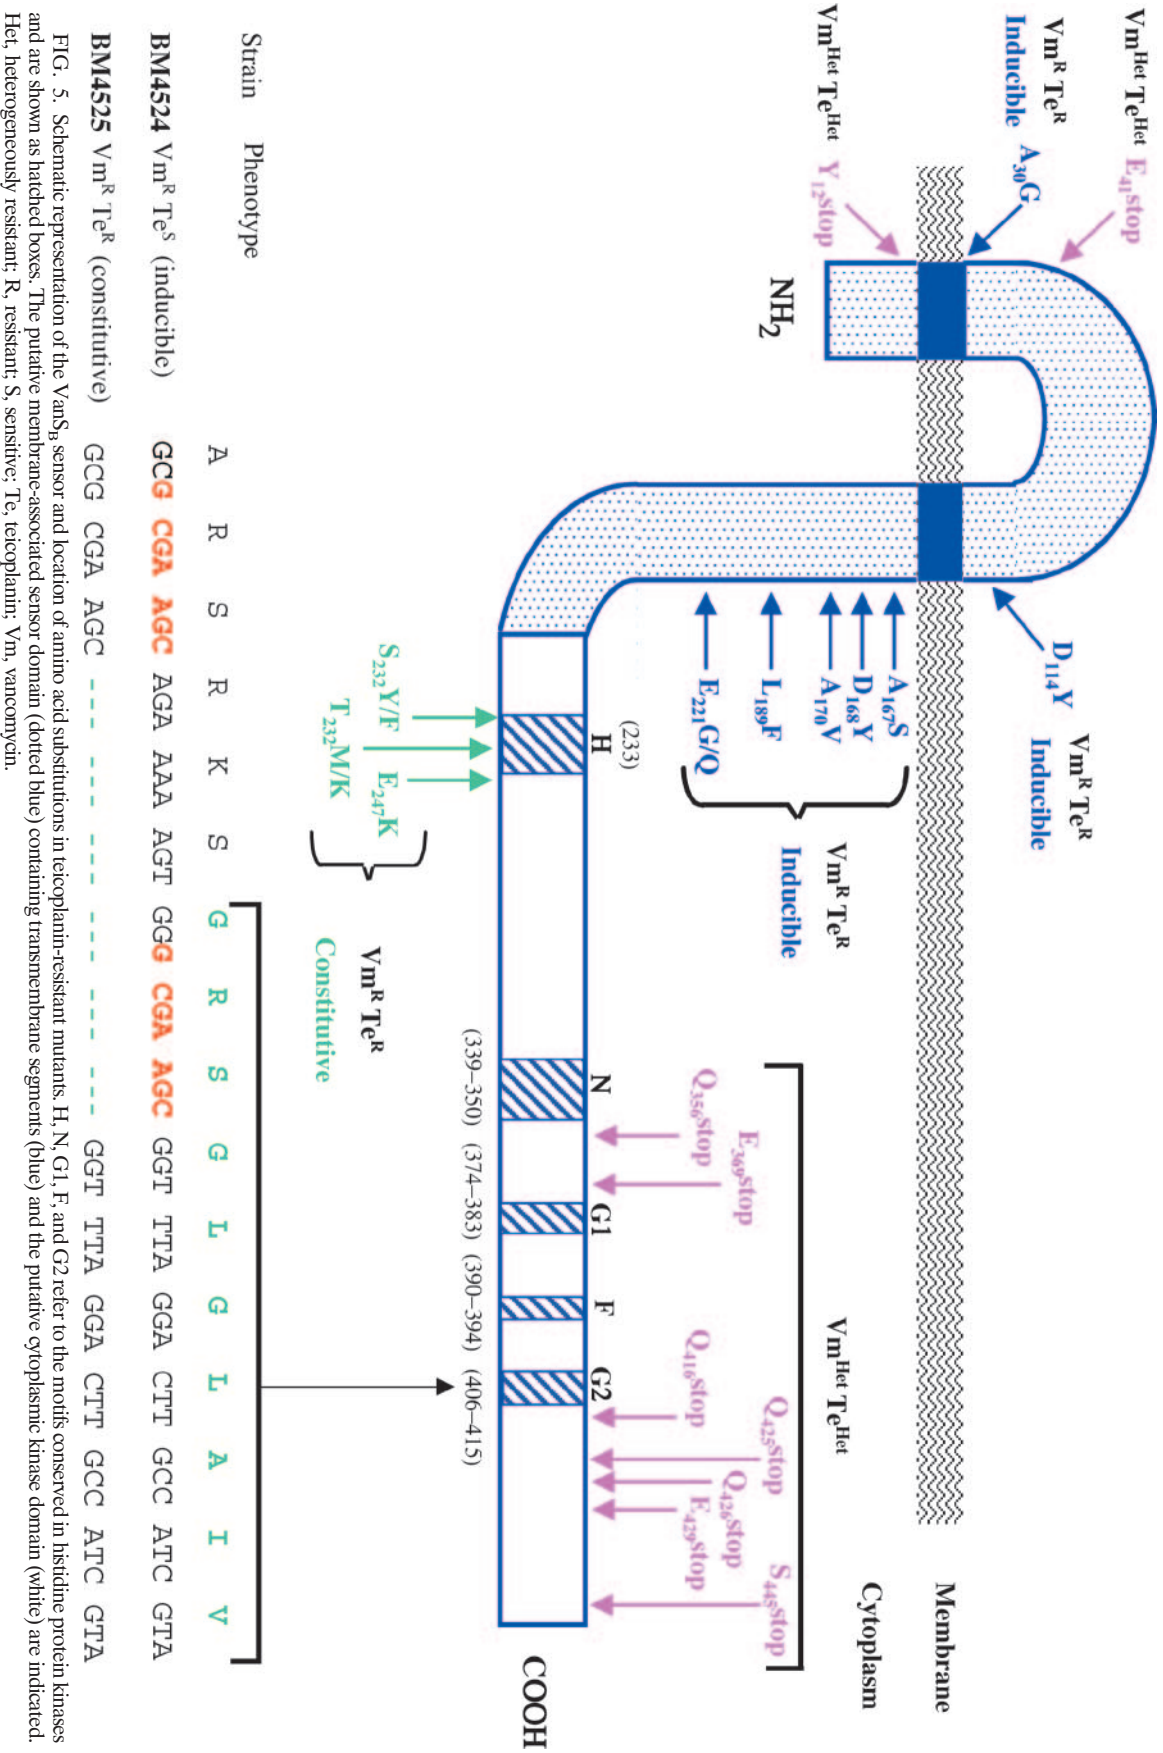 Vm^Het Te^Het E41stop
Vm^R Te^R
Inducible A30G
Vm^Het Te^Het Y12stop
NH2
D114Y Vm^R Te^R
Inducible
Membrane
Cytoplasm
A167S
D168Y
A170V
L189F
E221G/Q
Vm^R Te^R
Inducible
Vm^Het Te^Het
Q356stop
E369stop
Q416stop
Q425stop
Q426stop
E429stop
S445stop
(233)
H N G1 F G2
COOH
(339–350) (374–383) (390–394) (406–415)
S232Y/F E247K
T232M/K
Vm^R Te^R
Constitutive
Strain Phenotype
A R S R K S G R S G L G L A I V
BM4524 Vm^R Te^S (inducible) GCG CGA AGC AGA AAA AGT GGG CGA AGC GGT TTA GGA CTT GCC ATC GTA
BM4525 Vm^R Te^R (constitutive) GCG CGA AGC --- --- --- --- --- --- GGT TTA GGA CTT GCC ATC GTA
FIG. 5. Schematic representation of the VanSB sensor and location of amino acid substitutions in teicoplanin-resistant mutants. H, N, G1, F, and G2 refer to the motifs conserved in histidine protein kinases
and are shown as hatched boxes. The putative membrane-associated sensor domain (dotted blue) containing transmembrane segments (blue) and the putative cytoplasmic kinase domain (white) are indicated.
Het, heterogeneously resistant; R, resistant; S, sensitive; Te, teicoplanin; Vm, vancomycin.